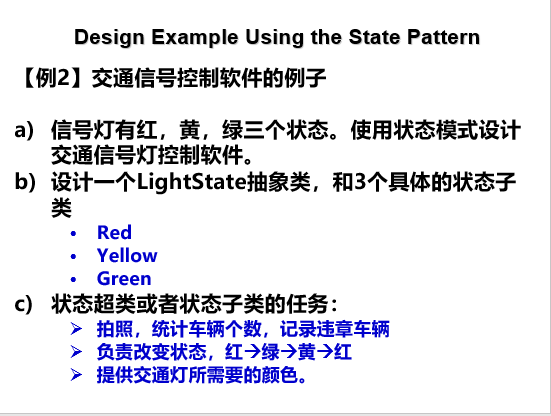 Design Example Using the State Pattern
【例2】交通信号控制软件的例子
a) 信号灯有红，黄，绿三个状态。使用状态模式设计
交通信号灯控制软件。
b) 设计一个LightState抽象类，和3个具体的状态子
类
• Red
• Yellow
• Green
c) 状态超类或者状态子类的任务：
➢ 拍照，统计车辆个数，记录违章车辆
➢ 负责改变状态，红→绿→黄→红
➢ 提供交通灯所需要的颜色。